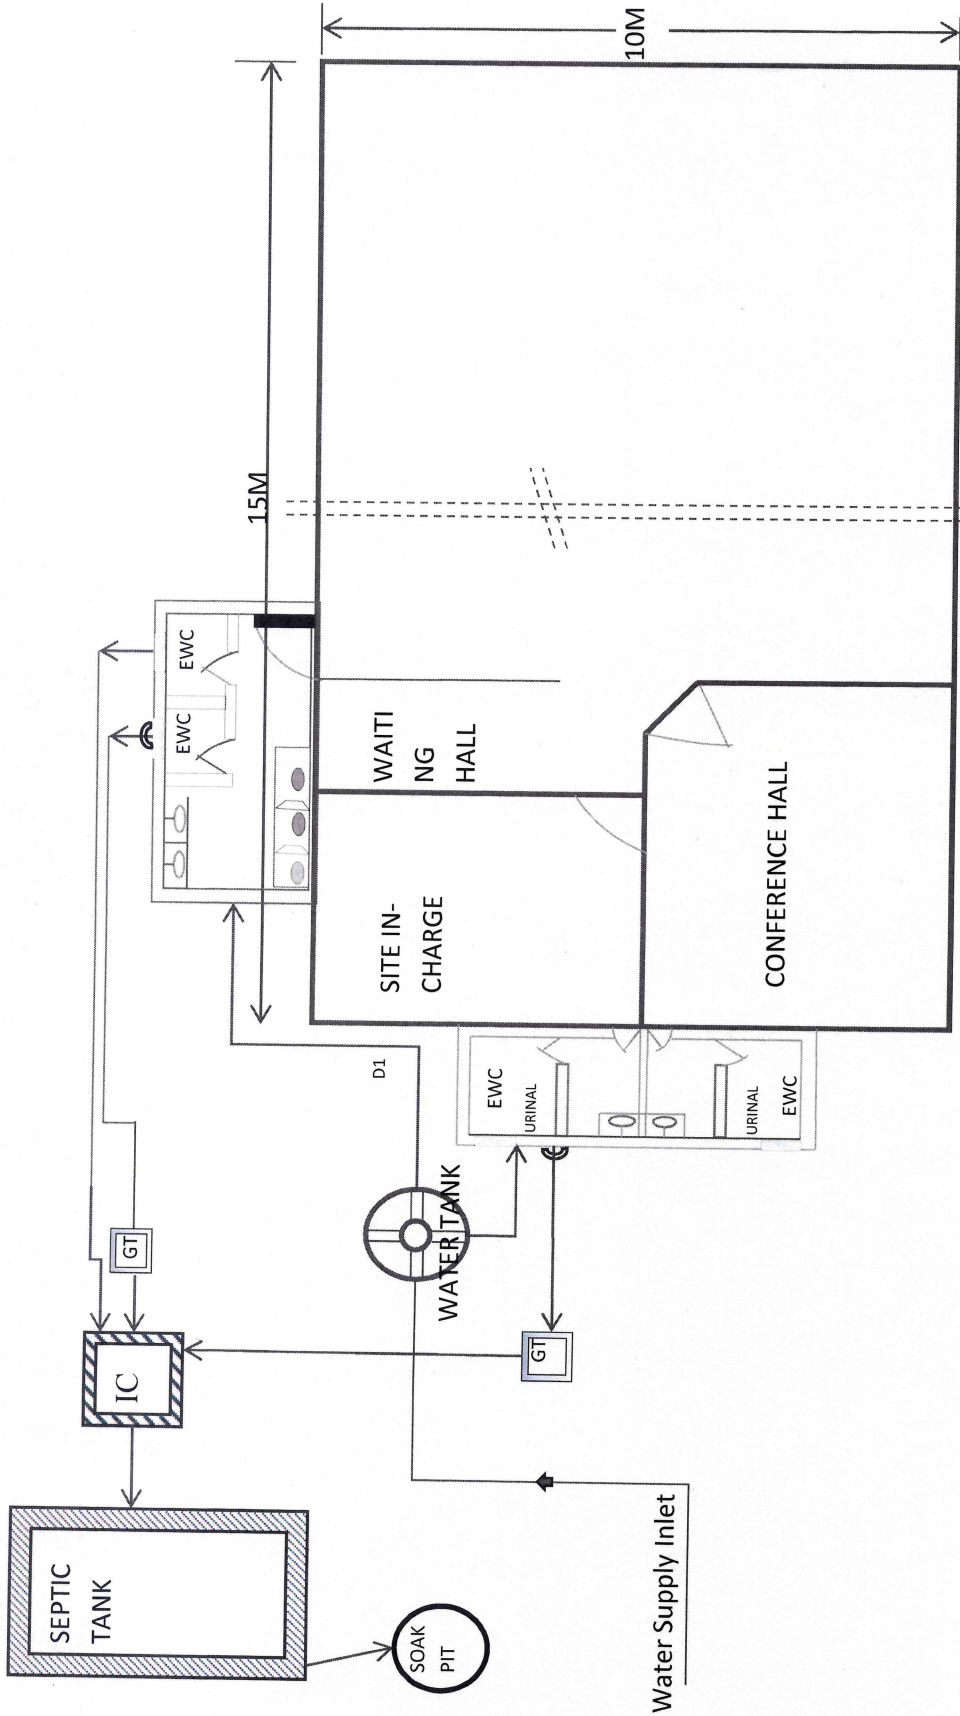 SEPTIC
TANK
SOAK
PIT
Water Supply Inlet
IC
GT
GT
WATER TANK
D1
EWC
URINAL
URINAL
EWC
SITE IN-
CHARGE
CONFERENCE HALL
WAITI
NG
HALL
EWC
EWC
15M
10M